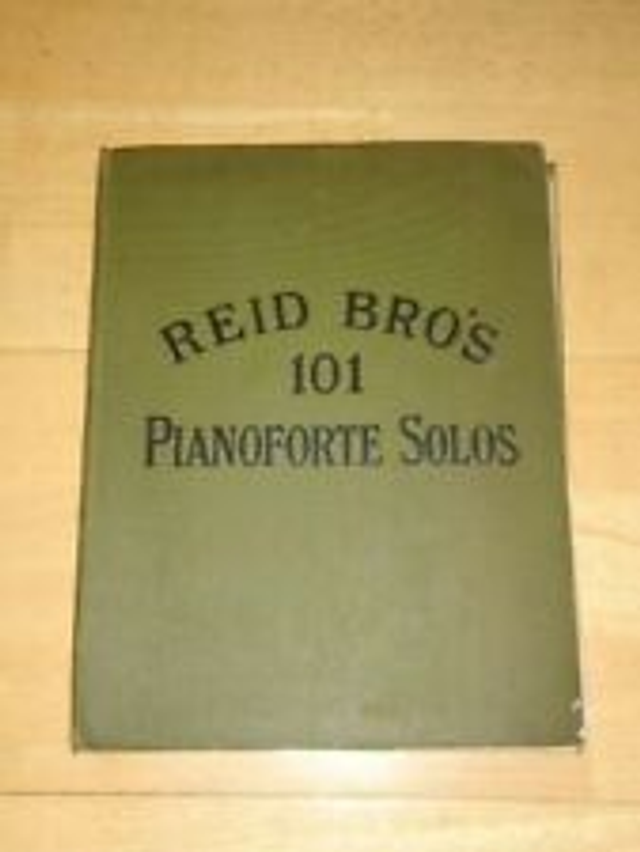 REID BRO'S
101
PIANOFORTE SOLOS